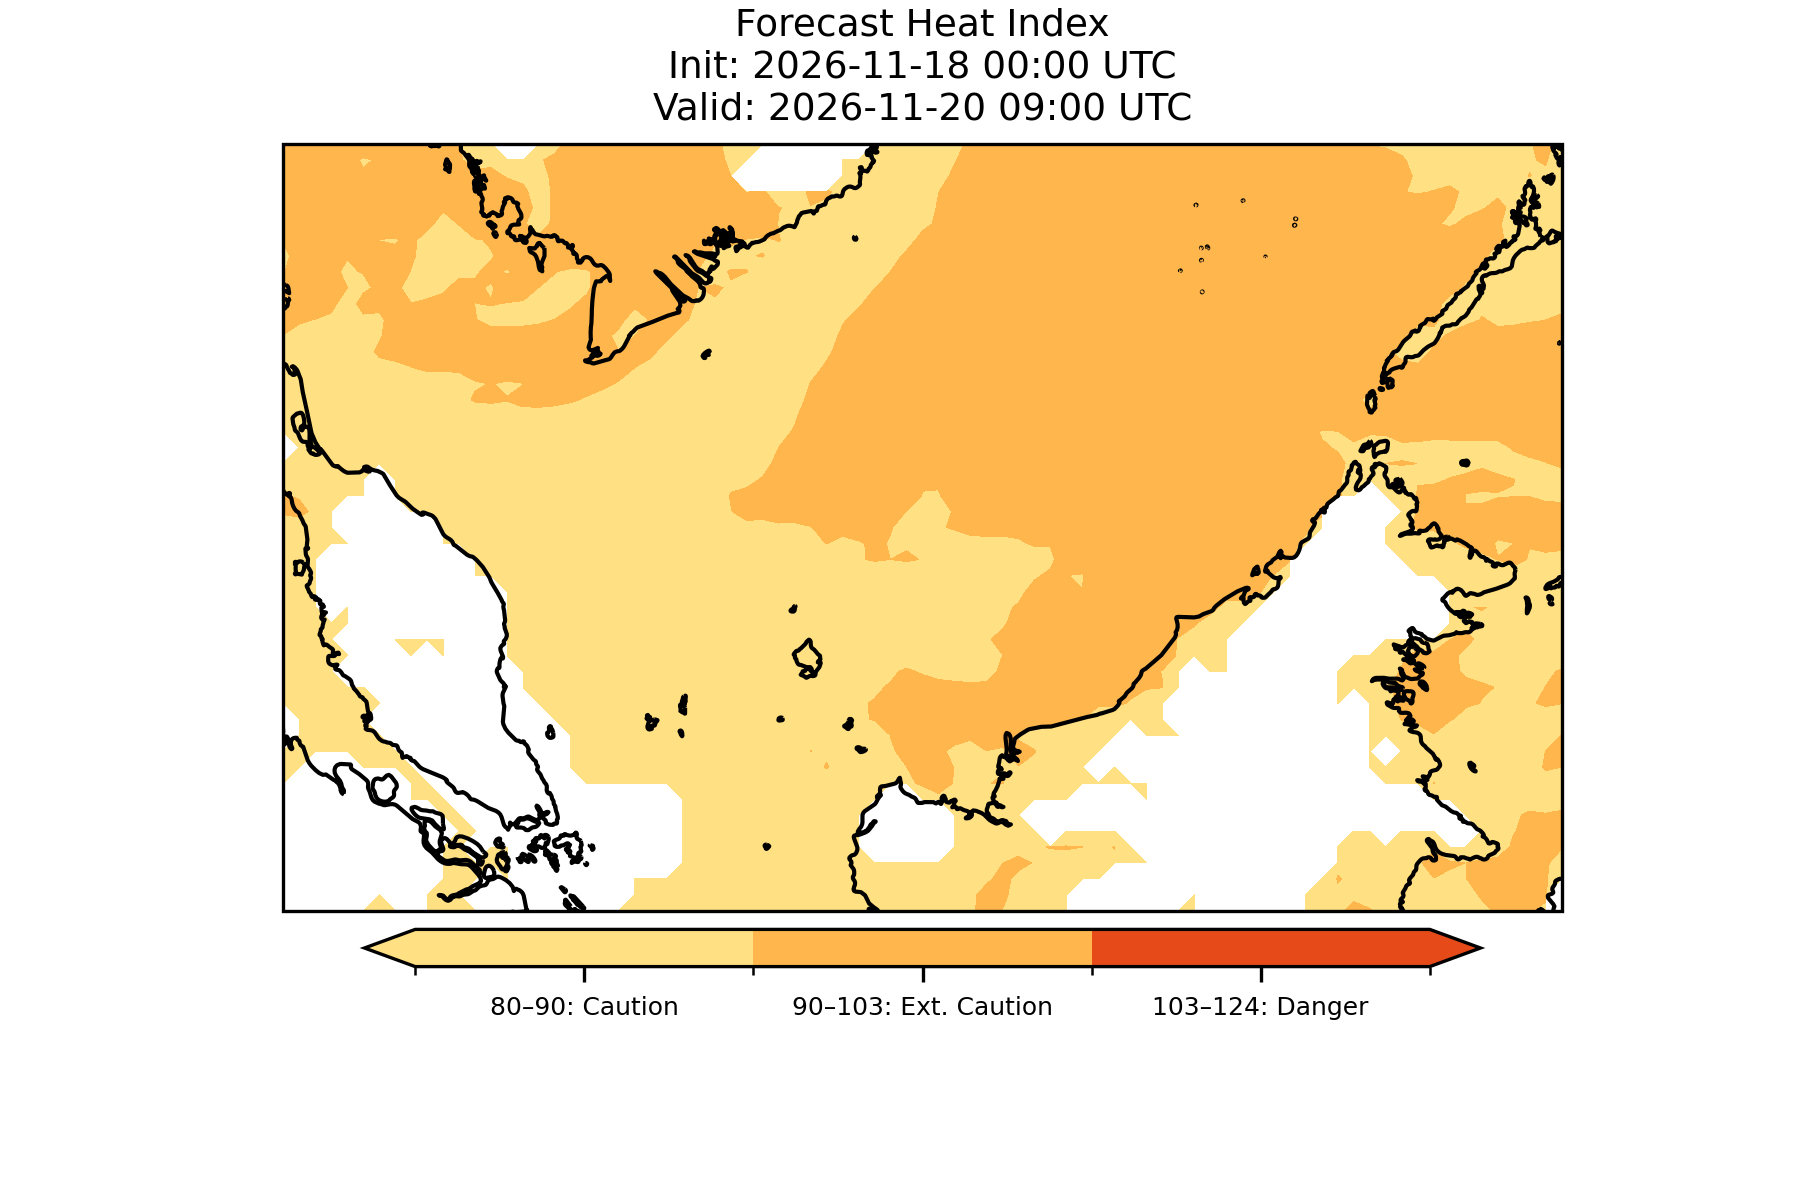 Forecast Heat Index
Init: 2026-11-18 00:00 UTC
Valid: 2026-11-20 09:00 UTC
80–90: Caution
90–103: Ext. Caution
103–124: Danger